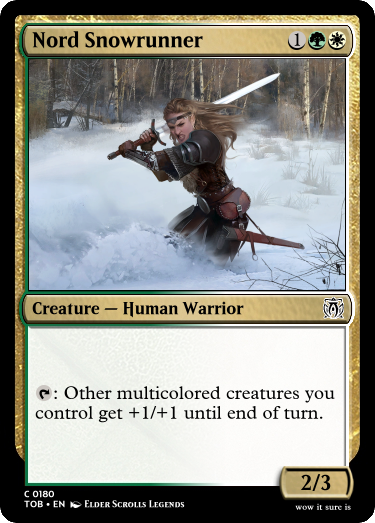 Nord Snowrunner 1
Creature — Human Warrior
: Other multicolored creatures you
control get +1/+1 until end of turn.
2/3
C 0180
TOB • EN Elder Scrolls Legends
wow it sure is